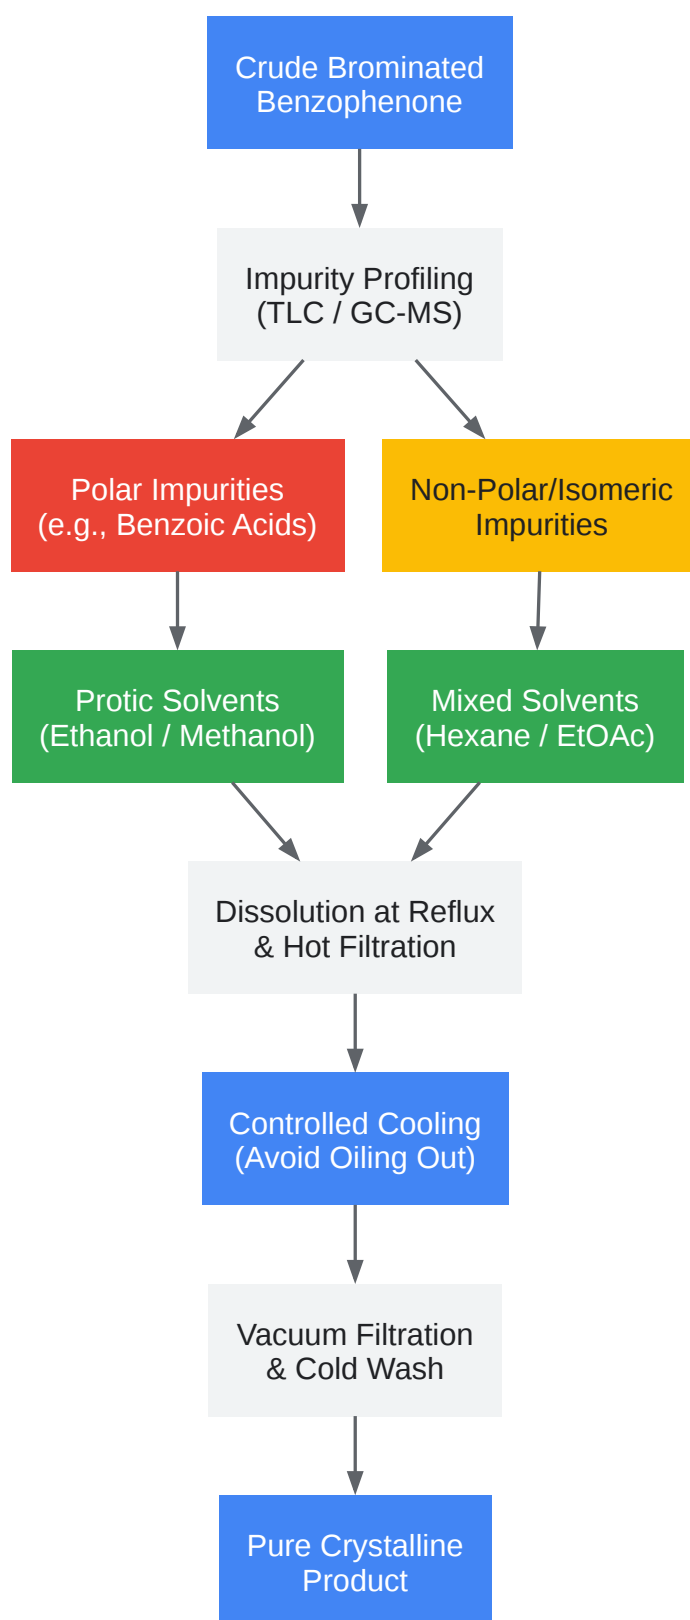 Crude Brominated
Benzophenone
Impurity Profiling
(TLC / GC-MS)
Polar Impurities
(e.g., Benzoic Acids)
Non-Polar/Isomeric
Impurities
Protic Solvents
(Ethanol / Methanol)
Mixed Solvents
(Hexane / EtOAc)
Dissolution at Reflux
& Hot Filtration
Controlled Cooling
(Avoid Oiling Out)
Vacuum Filtration
& Cold Wash
Pure Crystalline
Product